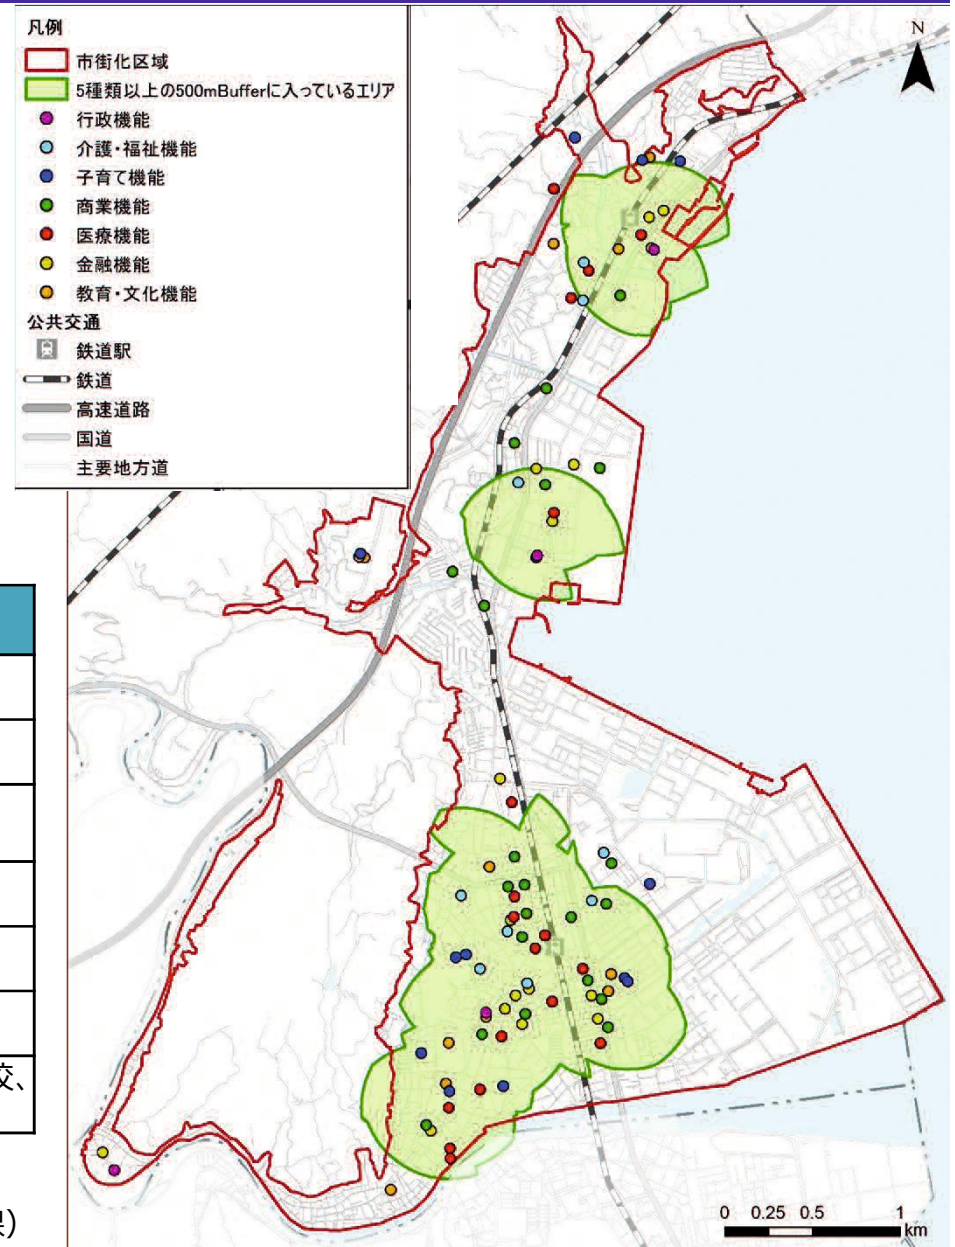 凡例
市街化区域
5種類以上の500mBufferに入っているエリア
行政機能
介護・福祉機能
子育て機能
商業機能
医療機能
金融機能
教育・文化機能
公共交通
鉄道駅
鉄道
高速道路
国道
主要地方道
N
校、
課)
0 0.25 0.5 1
km